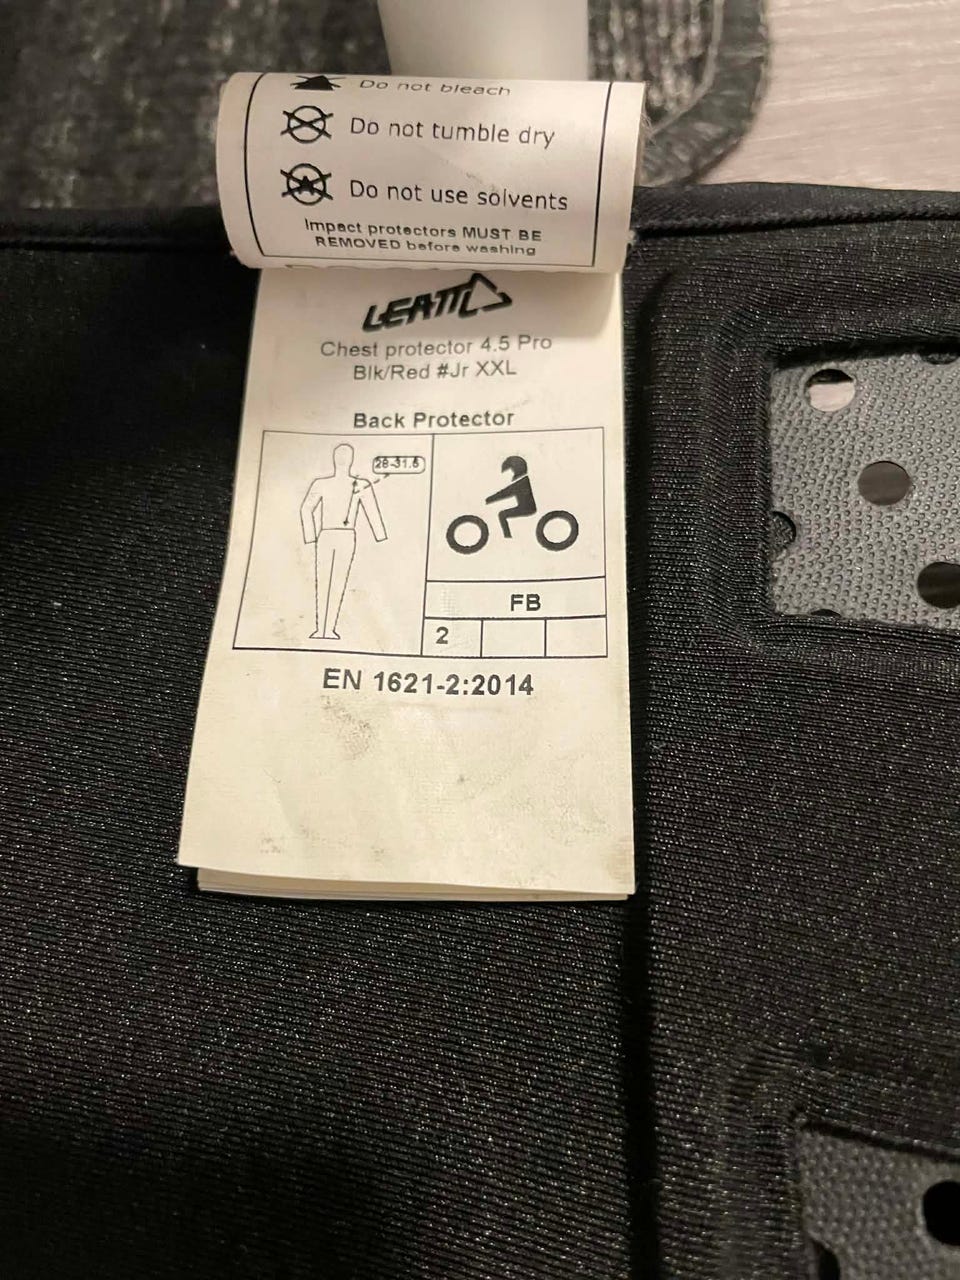 Do not bleach
Do not tumble dry
Do not use solvents
Impact protectors MUST BE
REMOVED before washing
LEATT
Chest protector 4.5 Pro
Blk/Red #Jr XXL
Back Protector
28-31.5
FB
2
EN 1621-2:2014